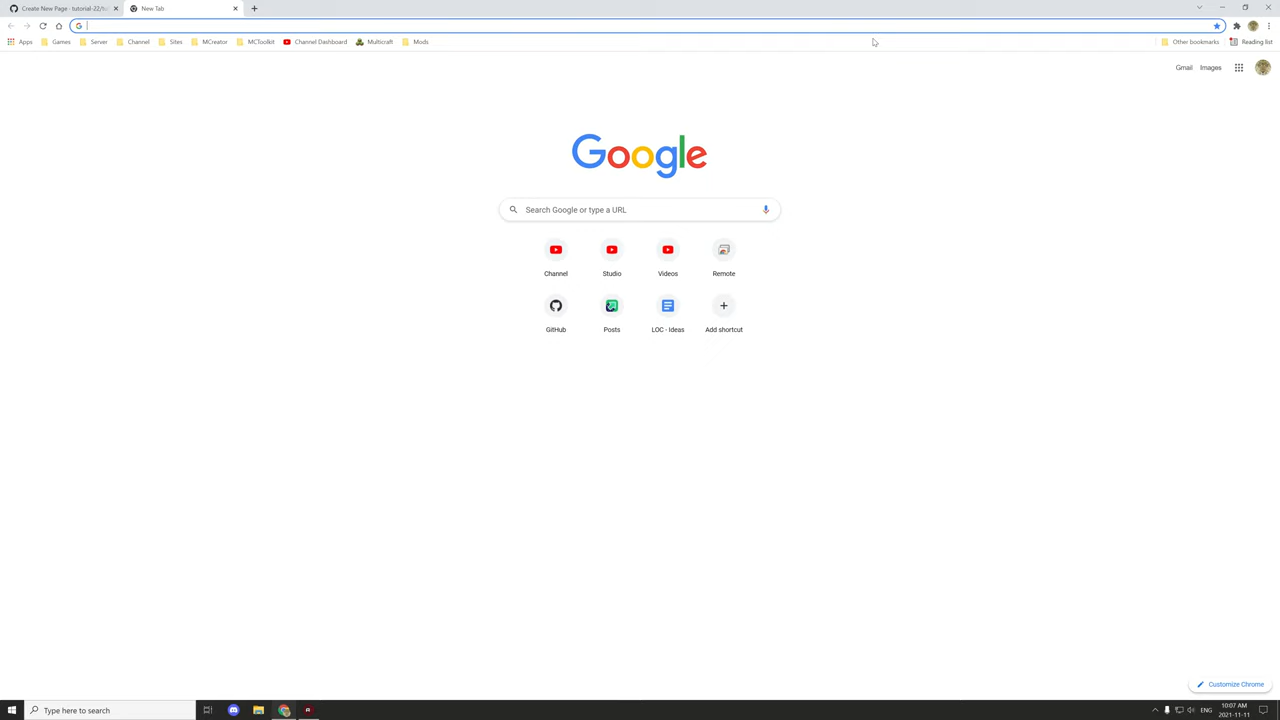 Create New Page · tutorial-22/tu
New Tab
Apps Games Server Channel Sites MCreator MCToolkit Channel Dashboard Multicraft Mods Other bookmarks Reading list
Gmail Images
Google
Search Google or type a URL
Channel Studio Videos Remote
GitHub Posts LOC - Ideas Add shortcut
Customize Chrome
Type here to search
ENG
10:07 AM
2021-11-11